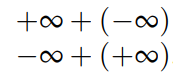 +∞ + (−∞)
−∞ + (+∞)